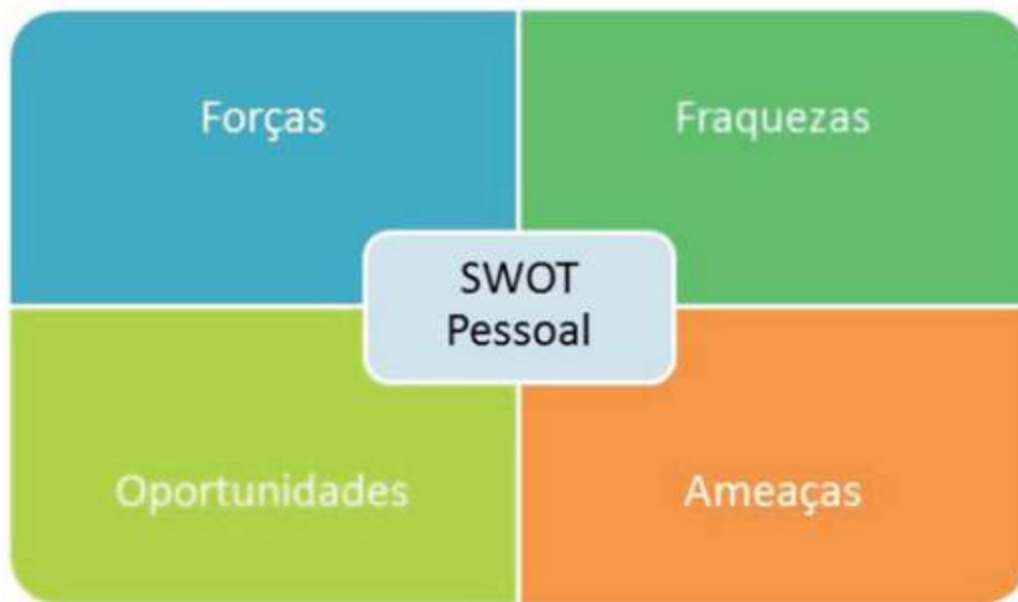 Forças
Fraquezas
SWOT
Pessoal
Oportunidades
Ameaças